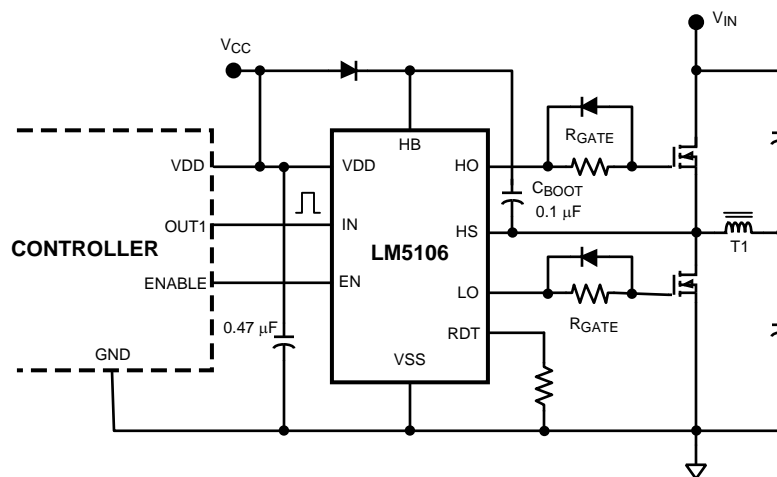 VIN
VCC
RGATE
HB
VDD
VDD
HO
CBOOT
0.1 μF
OUT1
IN
HS
CONTROLLER
LM5106
T1
ENABLE
EN
LO
0.47 μF
RDT
RGATE
GND
VSS